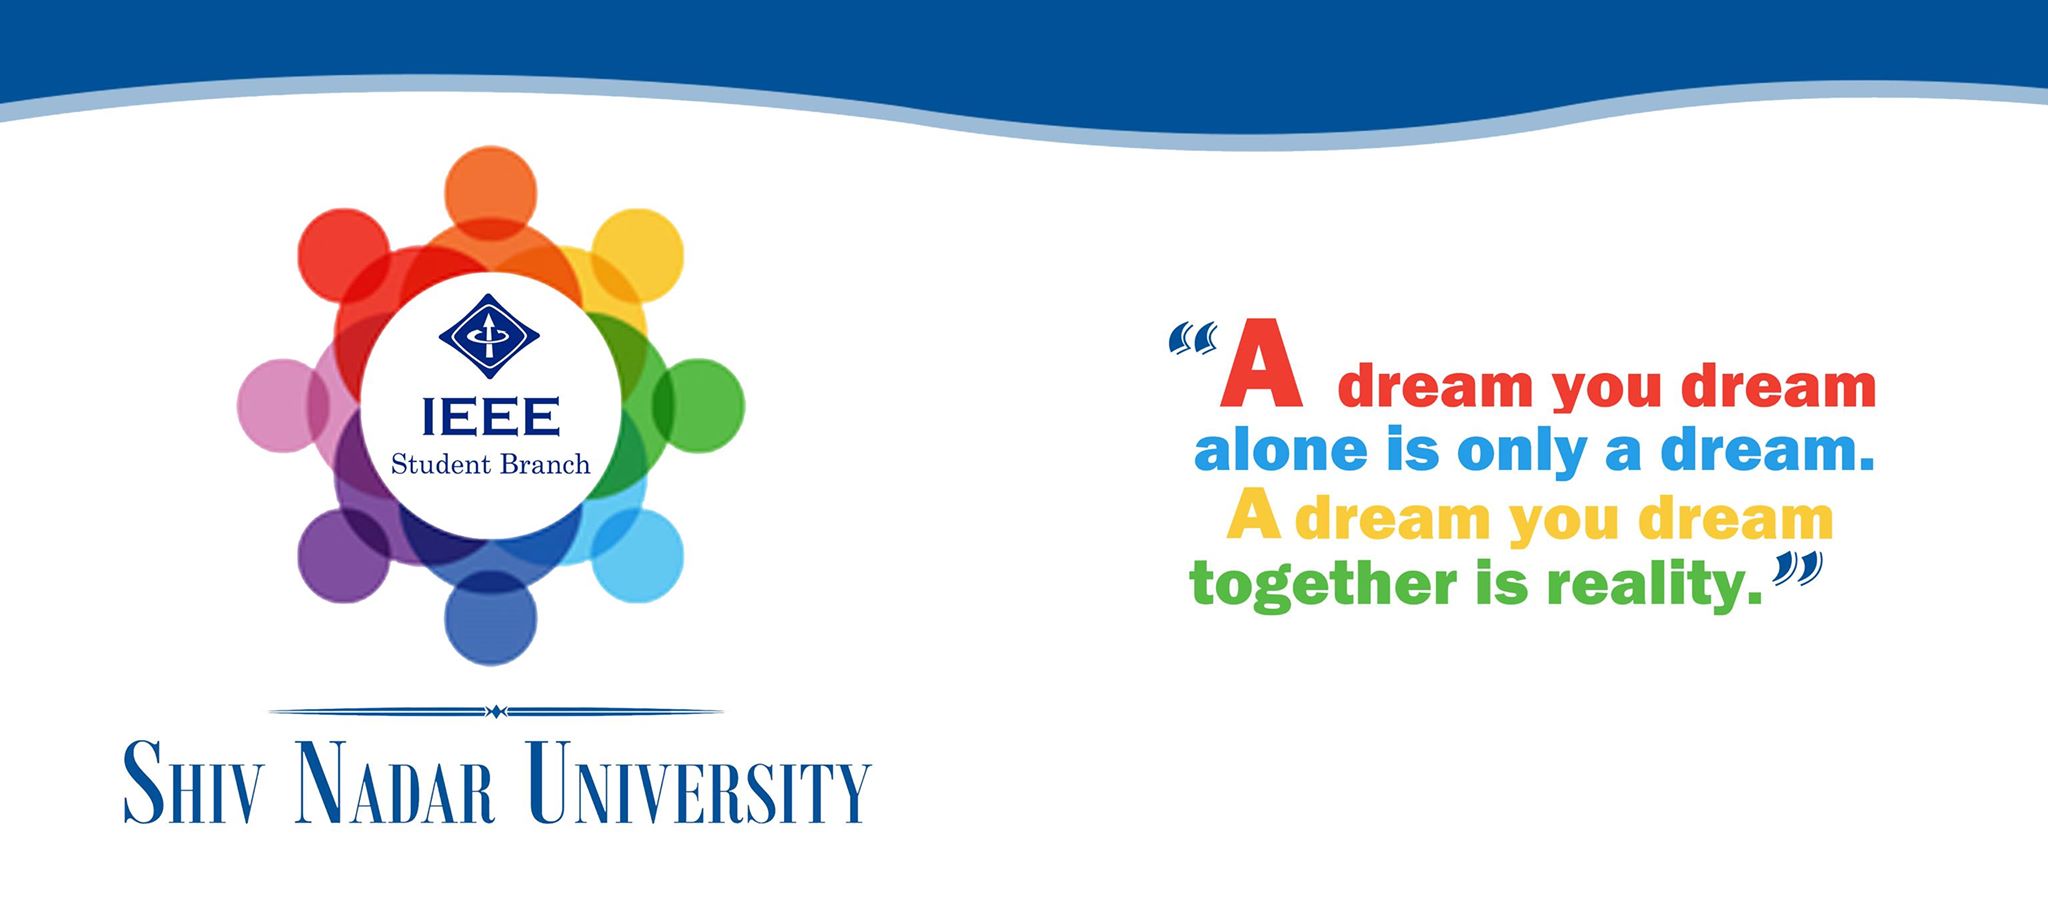 IEEE
Student Branch
SHIV NADAR UNIVERSITY
“A dream you dream
alone is only a dream.
A dream you dream
together is reality.”